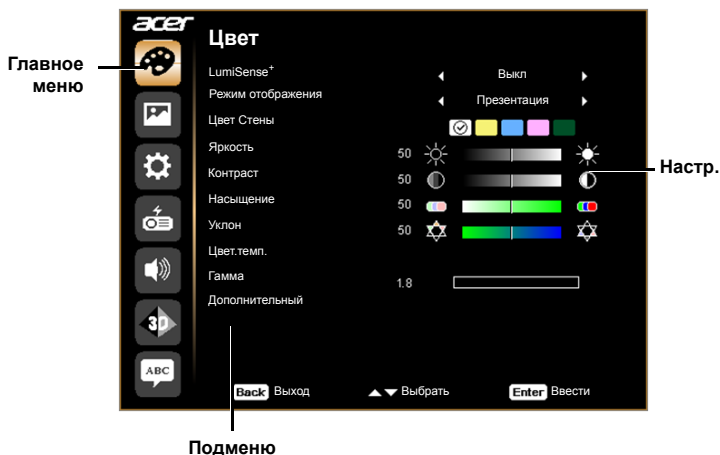 acer
Цвет
Главное
меню
LumiSense+
Выкл
Режим отображения
Презентация
Цвет Стены
Яркость
50
Контраст
50
Настр.
Насыщение
50
Уклон
50
Цвет.темп.
Гамма
1.8
Дополнительный
3D
ABC
Back Выход
Выбрать
Enter Ввести
Подменю